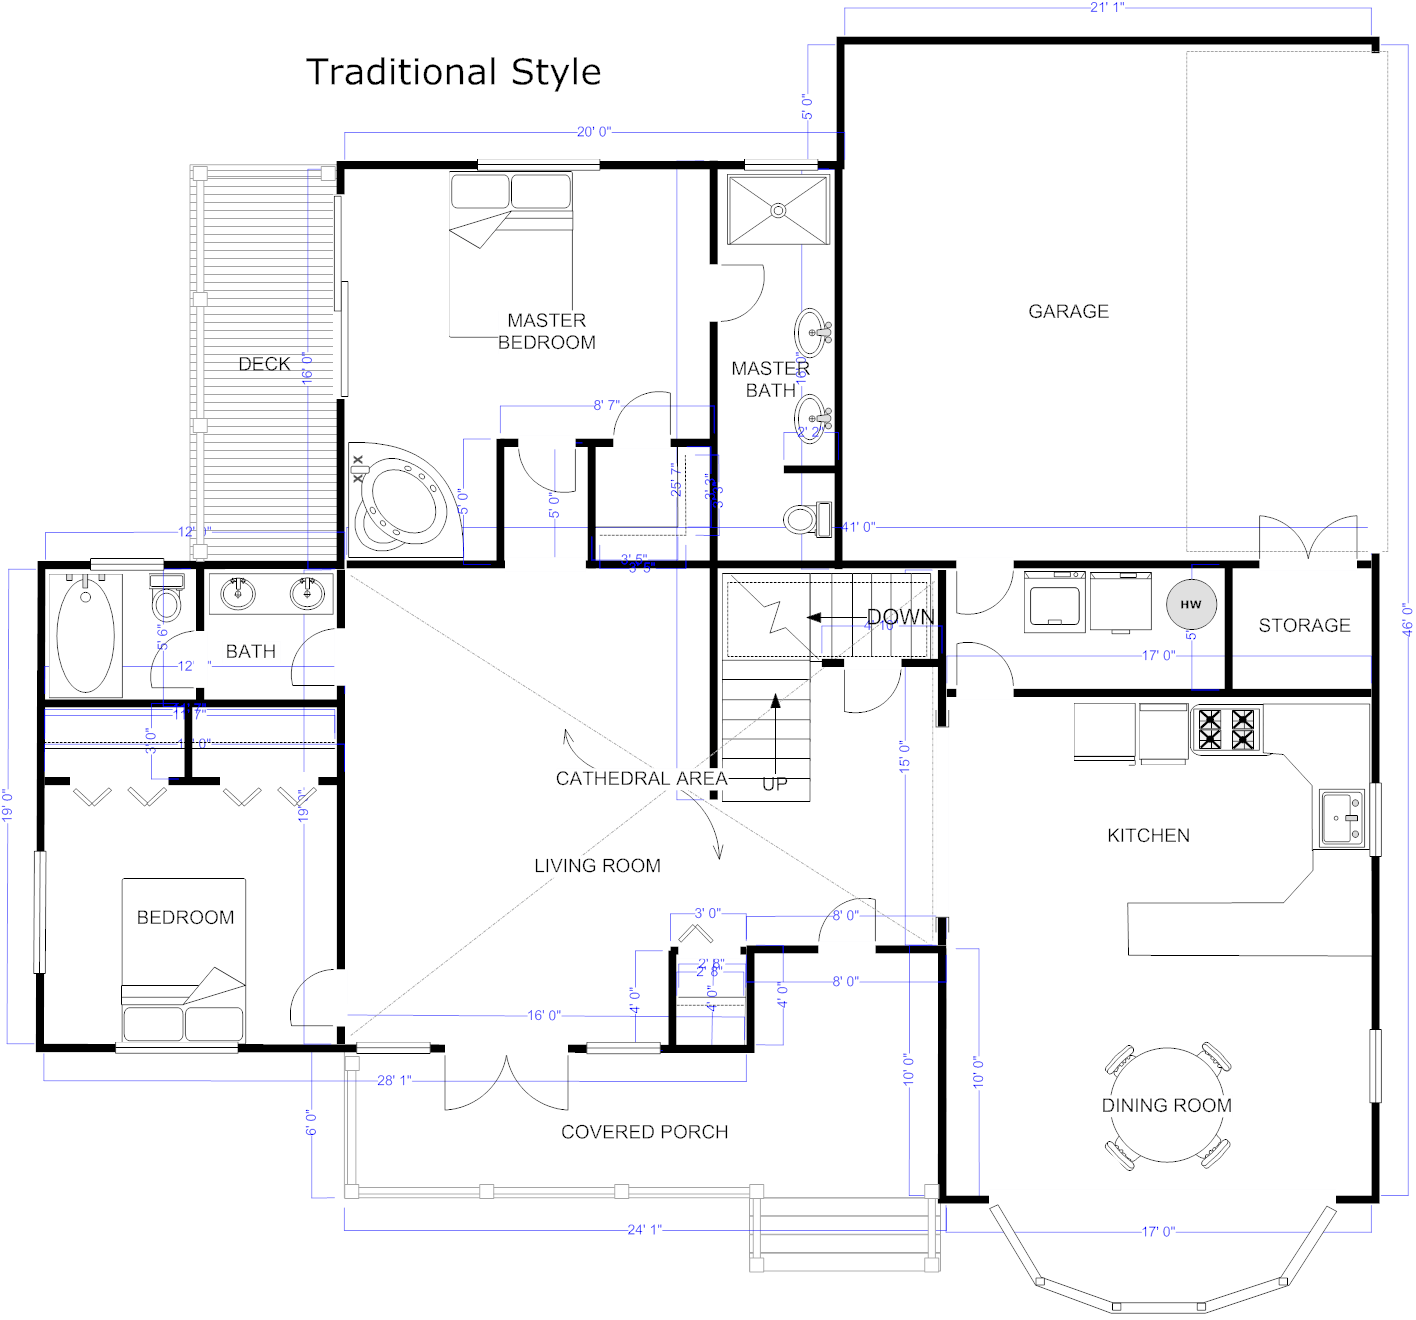 21' 1"
Traditional Style
5' 0"
20' 0"
GARAGE
MASTER
BEDROOM
DECK
16' 0"
MASTER
BATH
16' 0"
8' 7"
2' 2"
25' 7"
3' 3"
5' 0"
5' 0"
41' 0"
12' 0"
3' 5"
3' 5"
HW
DOWN
4' 10"
STORAGE
46' 0"
5' 6"
BATH
12' "
5'
17' 0"
11' 7"
3' 0"
15' 0"
CATHEDRAL AREA
UP
19' 0"
19' 0"
KITCHEN
LIVING ROOM
BEDROOM
3' 0"
8' 0"
2' 8"
2' 8"
8' 0"
4' 0"
4' 0"
4' 0"
16' 0"
10' 0"
10' 0"
28' 1"
6' 0"
DINING ROOM
COVERED PORCH
24' 1"
17' 0"